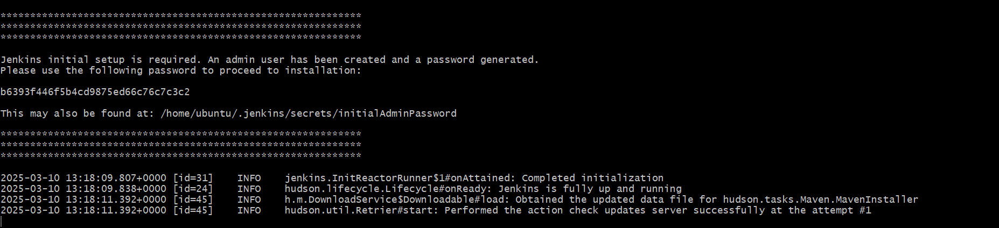 *************************************************************
*************************************************************
*************************************************************
Jenkins initial setup is required. An admin user has been created and a password generated.
Please use the following password to proceed to installation:
b6393f446f5b4cd9875ed66c76c7c3c2
This may also be found at: /home/ubuntu/.jenkins/secrets/initialAdminPassword
*************************************************************
*************************************************************
*************************************************************
2025-03-10 13:18:09.807+0000 [id=31]    INFO    jenkins.InitReactorRunner$1#onAttained: Completed initialization
2025-03-10 13:18:09.838+0000 [id=24]    INFO    hudson.lifecycle.Lifecycle#onReady: Jenkins is fully up and running
2025-03-10 13:18:11.392+0000 [id=45]    INFO    h.m.DownloadService$Downloadable#load: Obtained the updated data file for hudson.tasks.Maven.MavenInstaller
2025-03-10 13:18:11.392+0000 [id=45]    INFO    hudson.util.Retrier#start: Performed the action check updates server successfully at the attempt #1